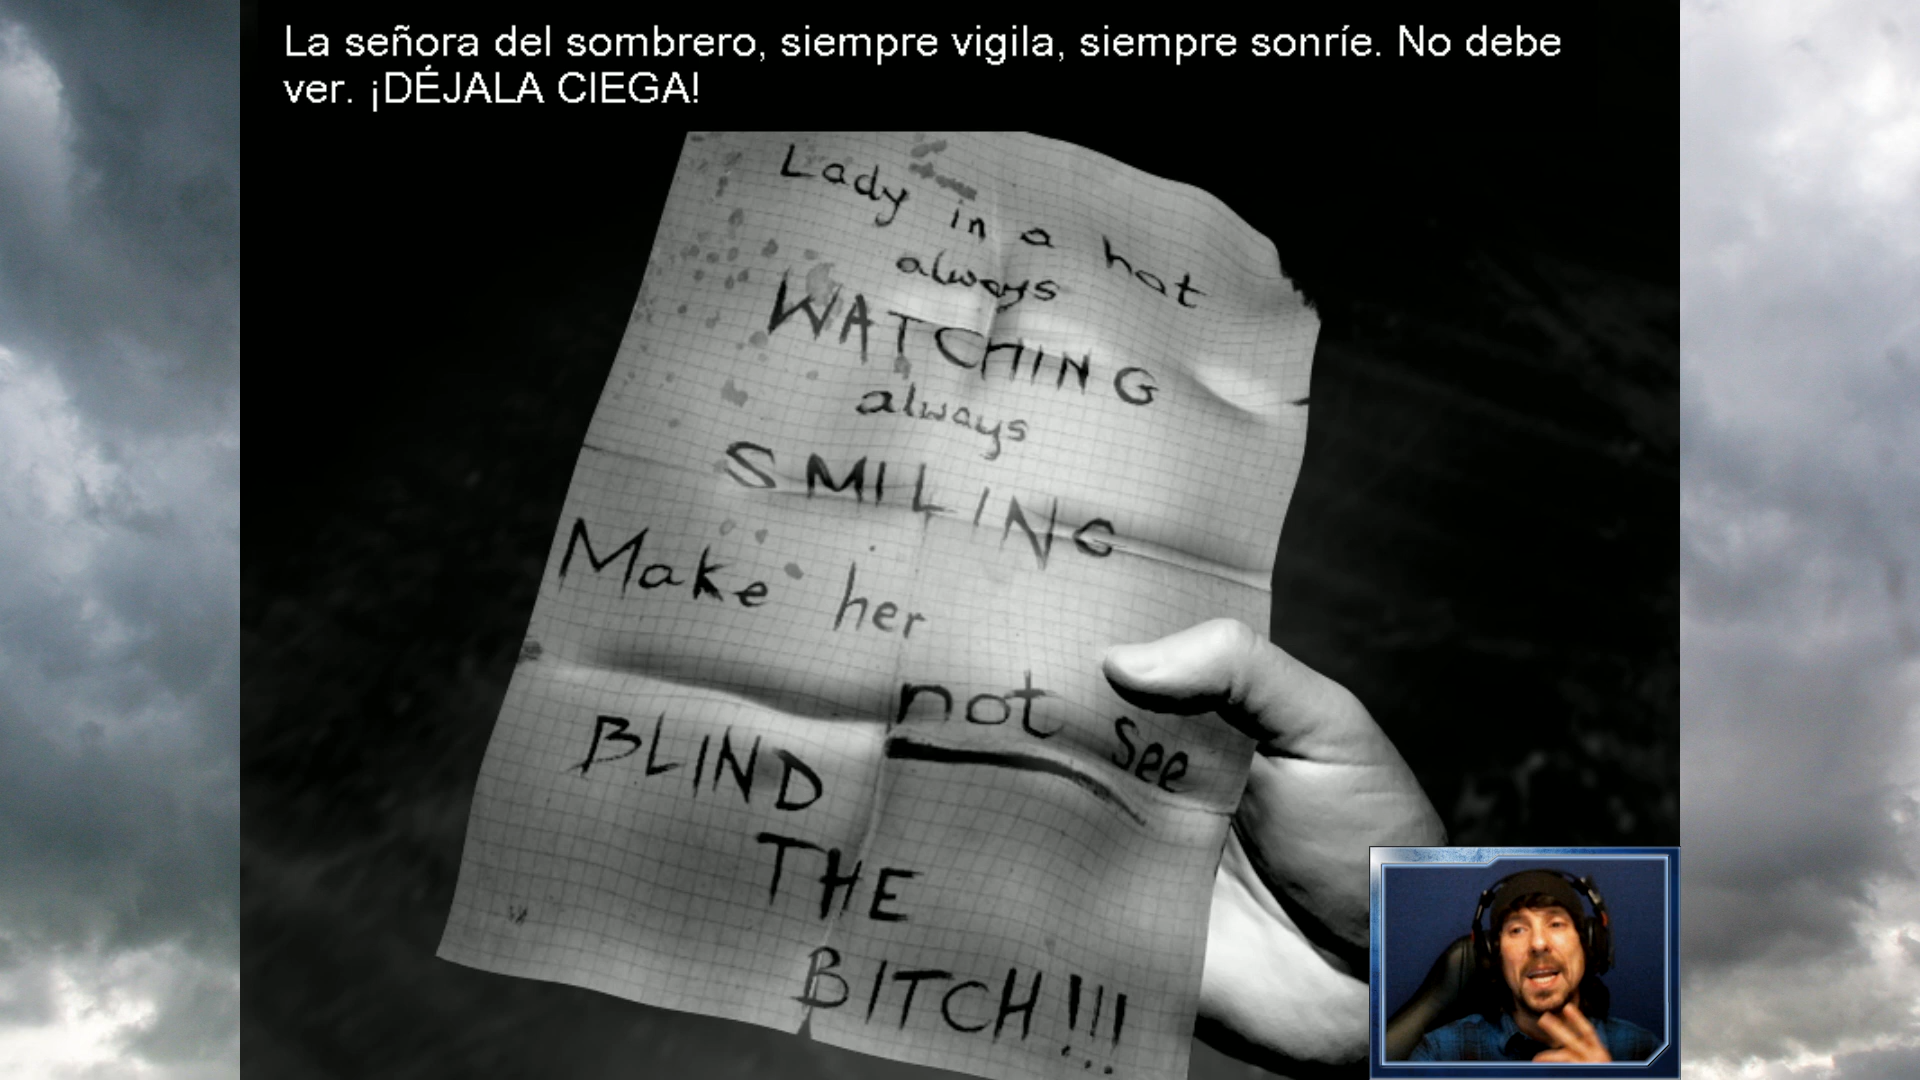 La señora del sombrero, siempre vigila, siempre sonríe. No debe
ver. ¡DÉJALA CIEGA!
Lady in a hat
always
WATCHING
always
SMILING
Make her
not see
BLIND
THE
BITCH!!!